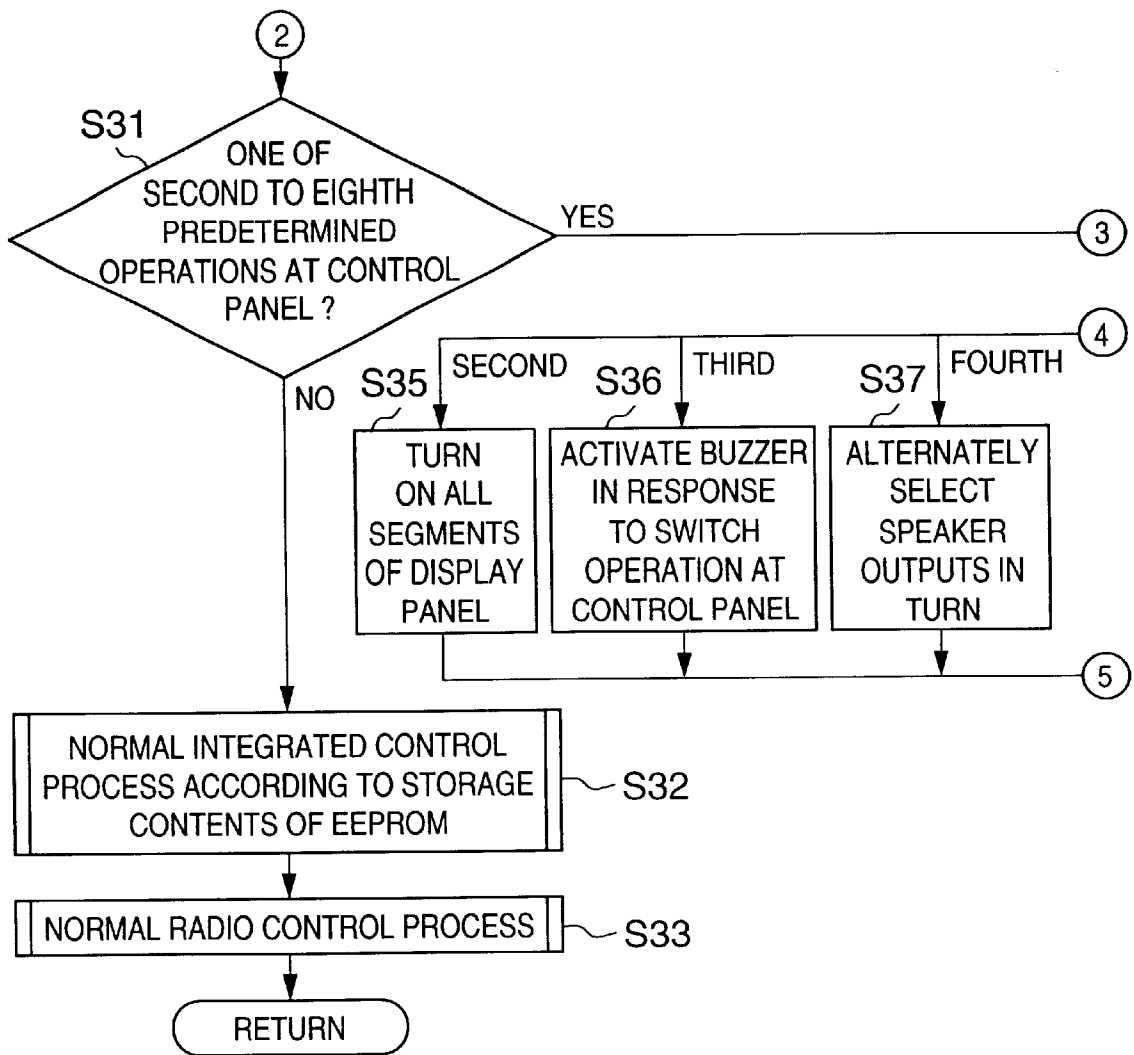 2
S31
ONE OF
SECOND TO EIGHTH
PREDETERMINED
OPERATIONS AT CONTROL
PANEL ?
YES
3
NO
4
SECOND
THIRD
FOURTH
S35
TURN
ON ALL
SEGMENTS
OF DISPLAY
PANEL
S36
ACTIVATE BUZZER
IN RESPONSE
TO SWITCH
OPERATION AT
CONTROL PANEL
S37
ALTERNATELY
SELECT
SPEAKER
OUTPUTS IN
TURN
5
NORMAL INTEGRATED CONTROL
PROCESS ACCORDING TO STORAGE
CONTENTS OF EEPROM
S32
NORMAL RADIO CONTROL PROCESS
S33
RETURN